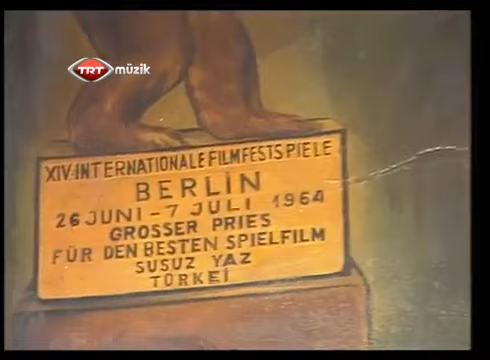 TRT müzik
XIV. INTERNATIONALE FILMFESTSPIELE
BERLİN
26 JUNI - 7 JULI 1964
GROSSER PRIES
FÜR DEN BESTEN SPIELFILM
SUSUZ YAZ
TÜRKEİ